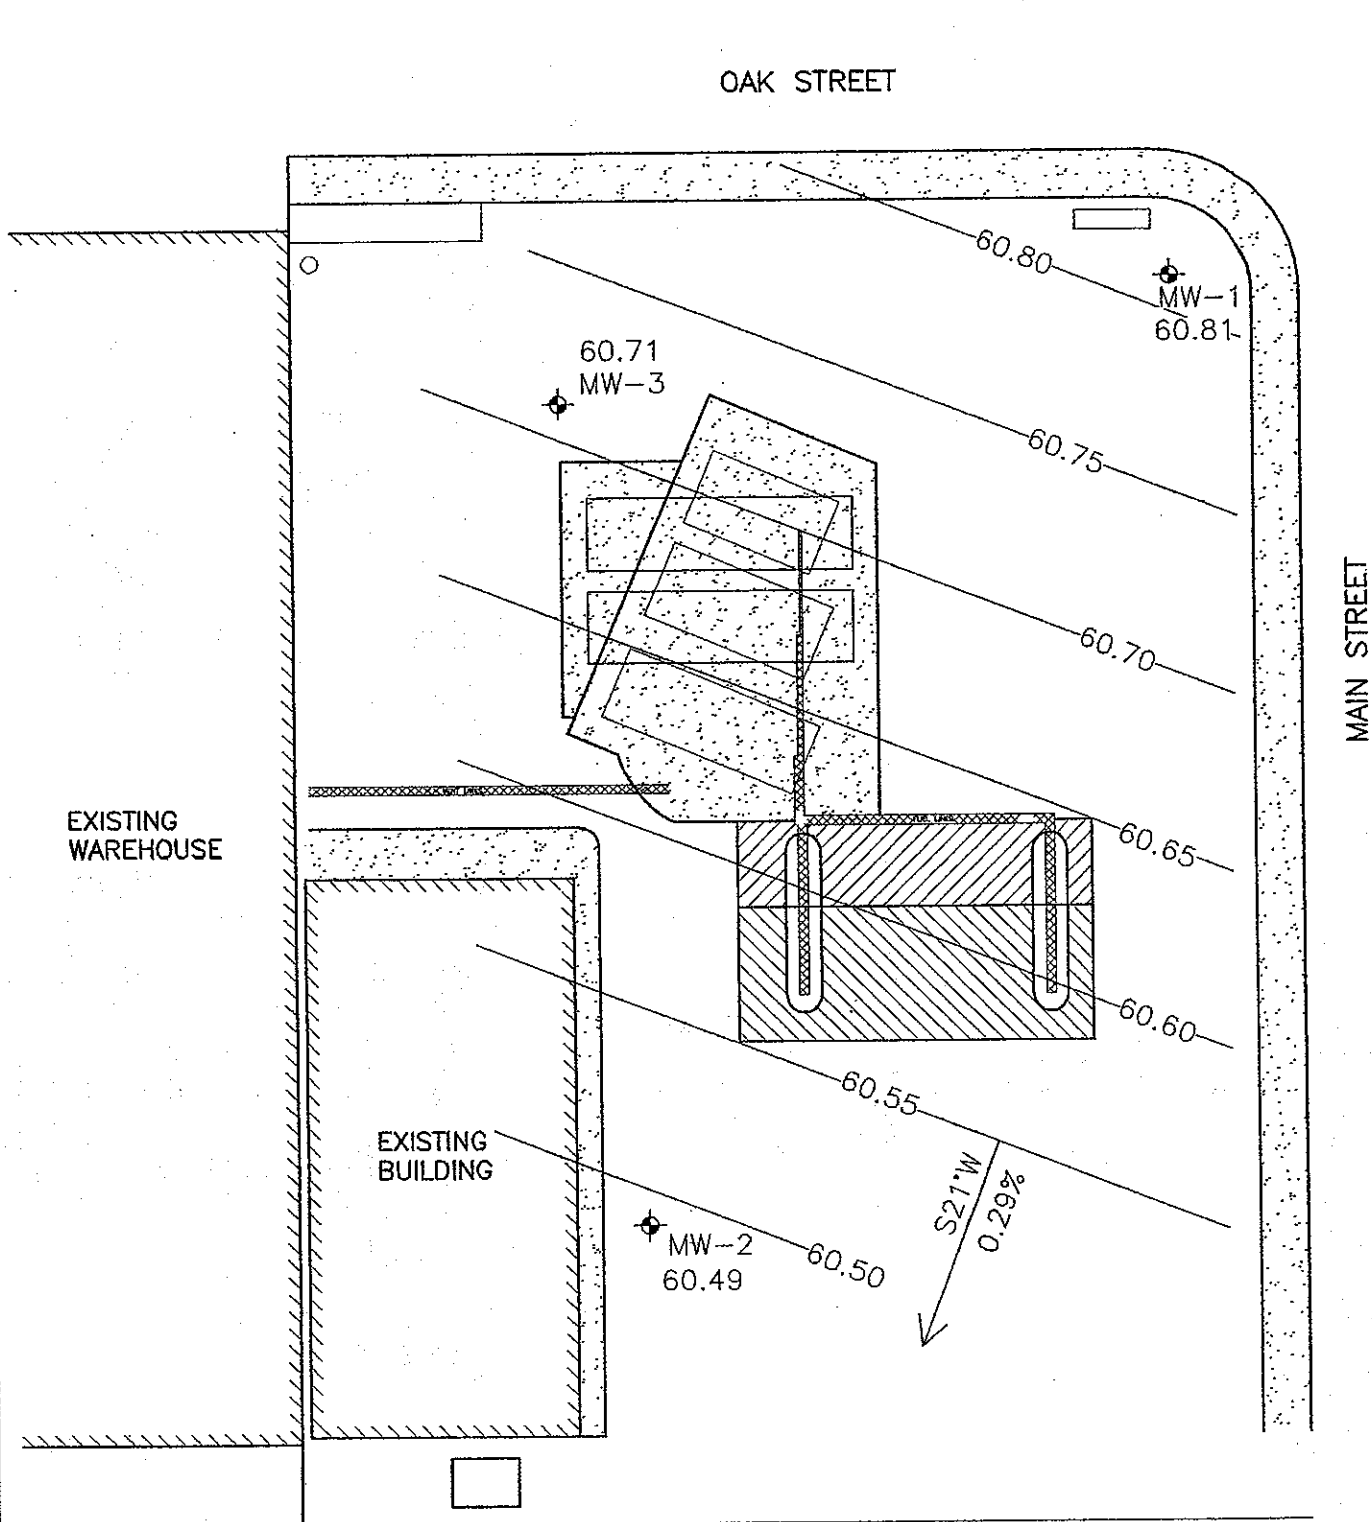 OAK STREET
60.80
MW-1
60.81
60.71
MW-3
60.75
MAIN STREET
60.70
EXISTING
WAREHOUSE
60.65
60.60
60.55
EXISTING
BUILDING
S21°W
0.29%
MW-2
60.49
60.50